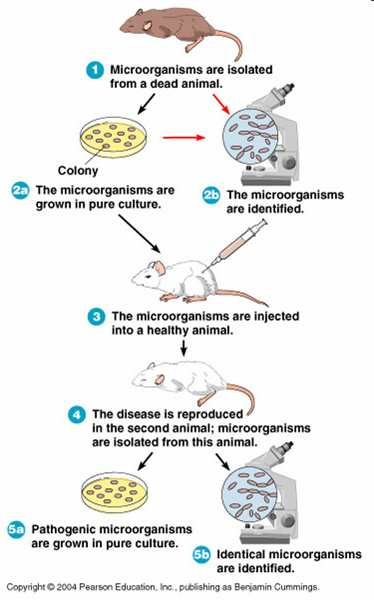 1 Microorganisms are isolated
from a dead animal.
Colony
2a The microorganisms are
grown in pure culture.
2b The microorganisms
are identified.
3 The microorganisms are injected
into a healthy animal.
4 The disease is reproduced
in the second animal; microorganisms
are isolated from this animal.
5a Pathogenic microorganisms
are grown in pure culture.
5b Identical microorganisms
are identified.
Copyright © 2004 Pearson Education, Inc., publishing as Benjamin Cummings.